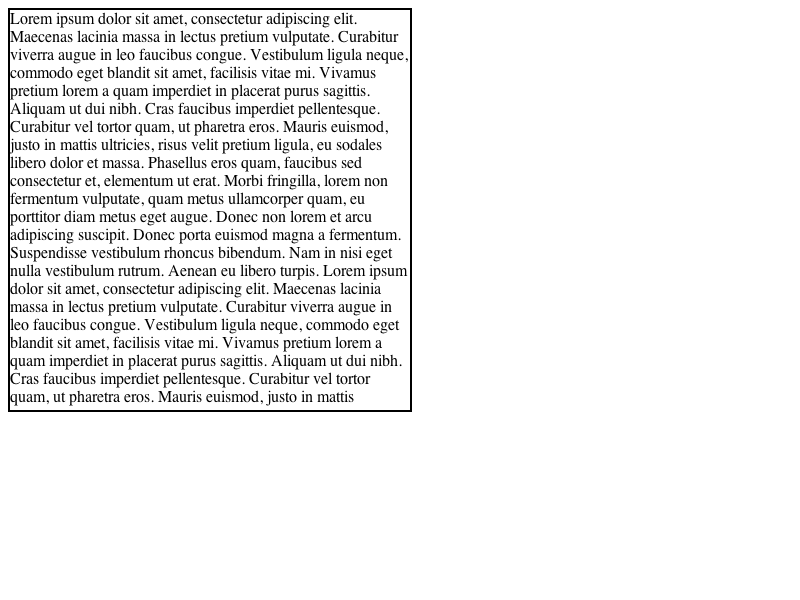 Lorem ipsum dolor sit amet, consectetur adipiscing elit.
Maecenas lacinia massa in lectus pretium vulputate. Curabitur
viverra augue in leo faucibus congue. Vestibulum ligula neque,
commodo eget blandit sit amet, facilisis vitae mi. Vivamus
pretium lorem a quam imperdiet in placerat purus sagittis.
Aliquam ut dui nibh. Cras faucibus imperdiet pellentesque.
Curabitur vel tortor quam, ut pharetra eros. Mauris euismod,
justo in mattis ultricies, risus velit pretium ligula, eu sodales
libero dolor et massa. Phasellus eros quam, faucibus sed
consectetur et, elementum ut erat. Morbi fringilla, lorem non
fermentum vulputate, quam metus ullamcorper quam, eu
porttitor diam metus eget augue. Donec non lorem et arcu
adipiscing suscipit. Donec porta euismod magna a fermentum.
Suspendisse vestibulum rhoncus bibendum. Nam in nisi eget
nulla vestibulum rutrum. Aenean eu libero turpis. Lorem ipsum
dolor sit amet, consectetur adipiscing elit. Maecenas lacinia
massa in lectus pretium vulputate. Curabitur viverra augue in
leo faucibus congue. Vestibulum ligula neque, commodo eget
blandit sit amet, facilisis vitae mi. Vivamus pretium lorem a
quam imperdiet in placerat purus sagittis. Aliquam ut dui nibh.
Cras faucibus imperdiet pellentesque. Curabitur vel tortor
quam, ut pharetra eros. Mauris euismod, justo in mattis